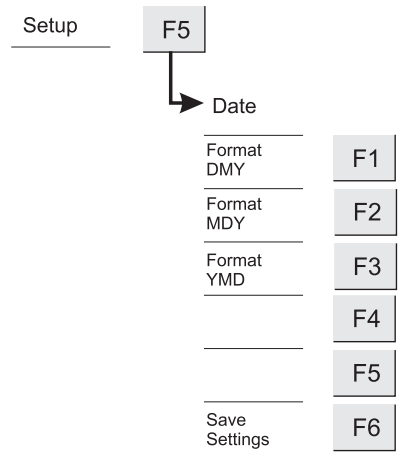 Setup F5
Date
Format
DMY F1
Format
MDY F2
Format
YMD F3
F4
F5
Save
Settings F6